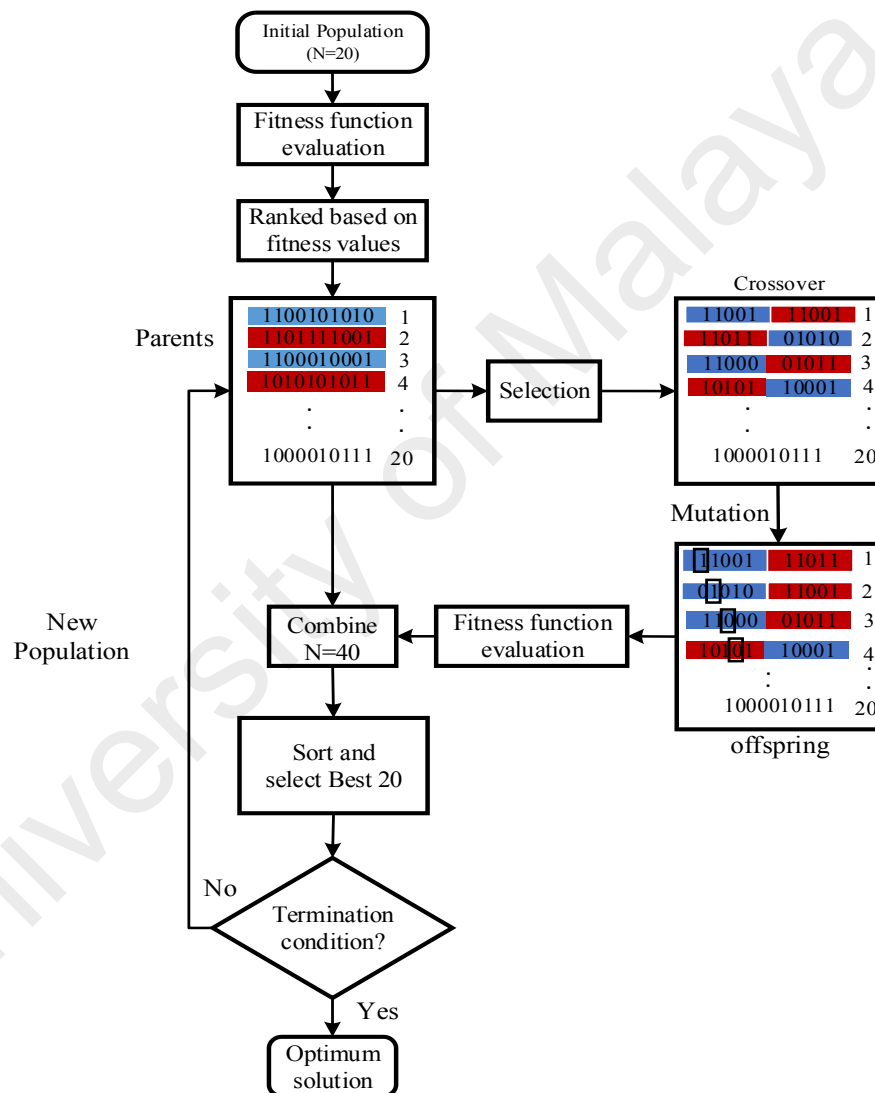 Initial Population
(N=20)
Fitness function
evaluation
Ranked based on
fitness values
Parents
1100101010 1
1101111001 2
1100010001 3
1010101011 4
. .
. .
1000010111 20
Selection
Crossover
11001 11001 1
11011 01010 2
11000 01011 3
10101 10001 4
. .
. .
1000010111 20
Mutation
11001 11011 1
01010 11001 2
11000 01011 3
10101 10001 4
. .
. .
1000010111 20
offspring
Fitness function
evaluation
Combine
N=40
New
Population
Sort and
select Best 20
Termination
condition?
No
Yes
Optimum
solution
niversity of Malaya